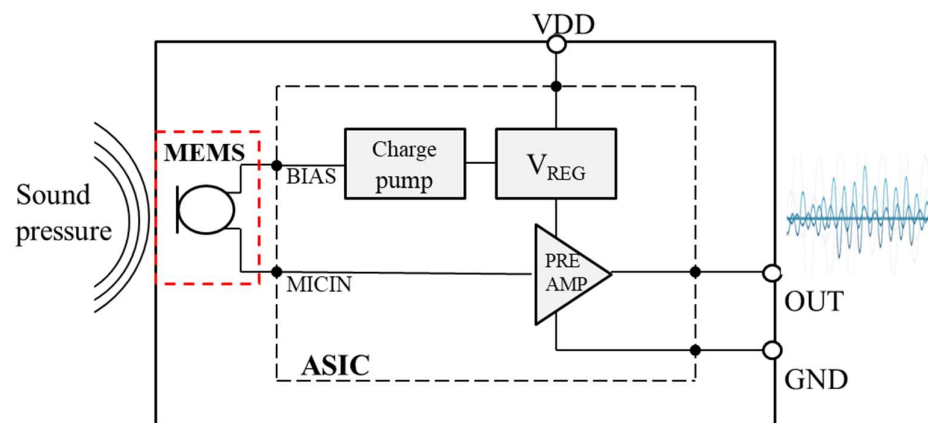 VDD
MEMS
Sound
pressure
BIAS
Charge
pump
VREG
MICIN
PRE
AMP
OUT
ASIC
GND